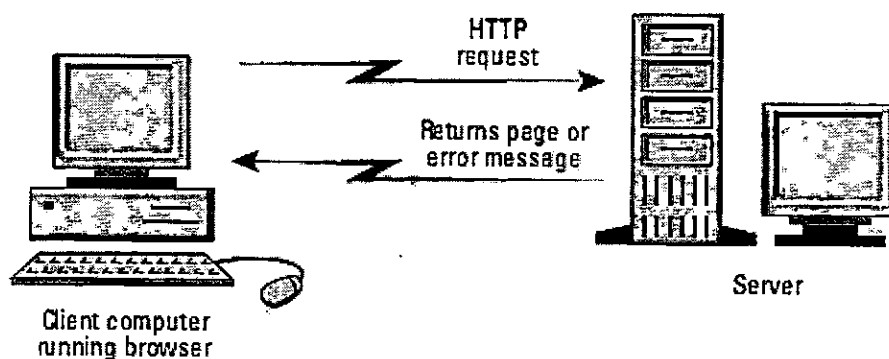 HTTP
request
Returns page or
error message
Server
Client computer
running browser